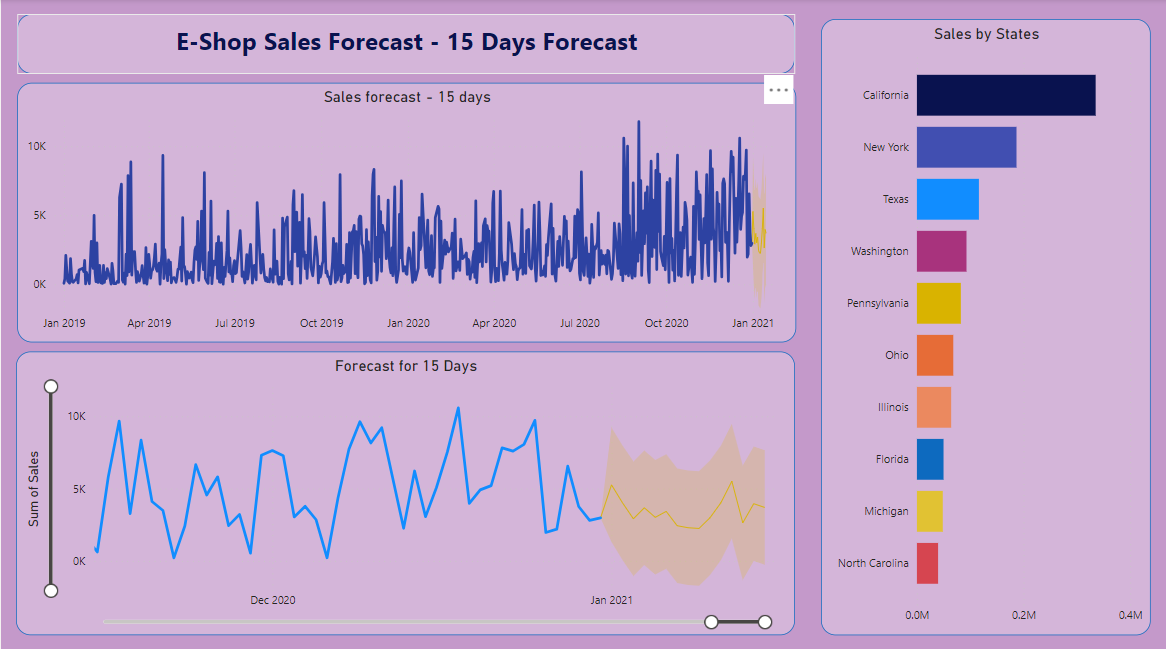 E-Shop Sales Forecast - 15 Days Forecast
Sales forecast - 15 days
10K
5K
0K
Jan 2019 Apr 2019 Jul 2019 Oct 2019 Jan 2020 Apr 2020 Jul 2020 Oct 2020 Jan 2021
Forecast for 15 Days
Sum of Sales
10K
5K
0K
Dec 2020 Jan 2021
Sales by States
California
New York
Texas
Washington
Pennsylvania
Ohio
Illinois
Florida
Michigan
North Carolina
0.0M 0.2M 0.4M